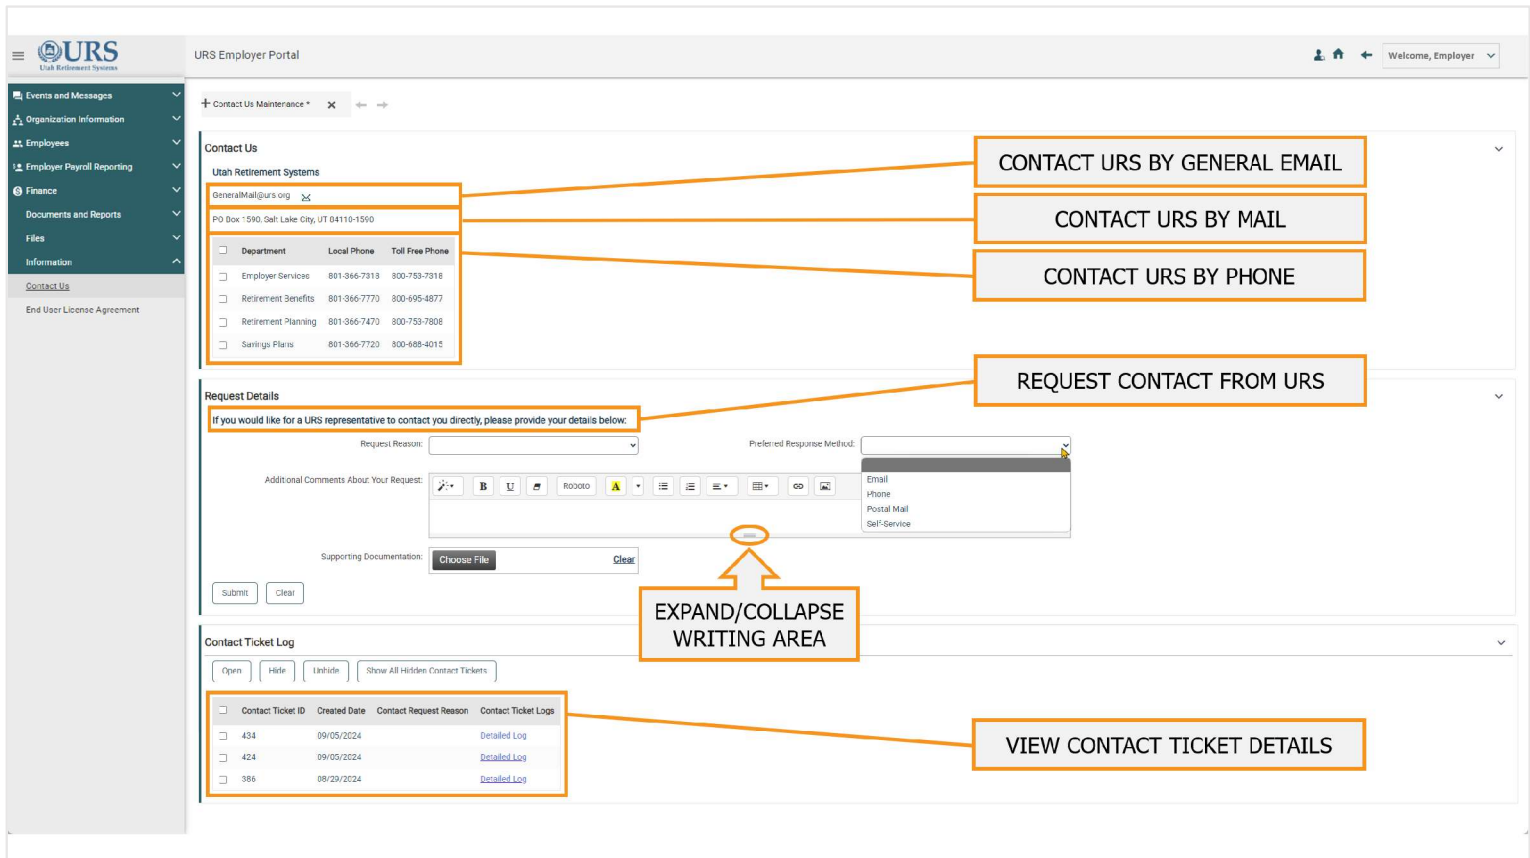 URS
Utah Retirement Systems
URS Employer Portal
Welcome, Employer
Events and Messages
Organization Information
Employees
Employer Payroll Reporting
Finance
Documents and Reports
Files
Information
Contact Us
End User License Agreement
Contact Us Maintenance *
Contact Us
Utah Retirement Systems
GeneralMail@urs.org
PO Box 1590, Salt Lake City, UT 84110-1590
Department Local Phone Toll Free Phone
Employer Services 801-366-7318 800-753-7318
Retirement Benefits 801-366-7770 800-695-4877
Retirement Planning 801-366-7470 800-753-7808
Savings Plans 801-366-7720 800-688-4015
CONTACT URS BY GENERAL EMAIL
CONTACT URS BY MAIL
CONTACT URS BY PHONE
REQUEST CONTACT FROM URS
Request Details
If you would like for a URS representative to contact you directly, please provide your details below:
Request Reason:
Preferred Response Method:
Email
Phone
Postal Mail
Self-Service
Additional Comments About Your Request:
B U Roboto A
Supporting Documentation:
Choose File Clear
Submit Clear
EXPAND/COLLAPSE
WRITING AREA
Contact Ticket Log
Open Hide Unhide Show All Hidden Contact Tickets
Contact Ticket ID Created Date Contact Request Reason Contact Ticket Logs
434 09/05/2024 Detailed Log
424 09/05/2024 Detailed Log
386 08/29/2024 Detailed Log
VIEW CONTACT TICKET DETAILS